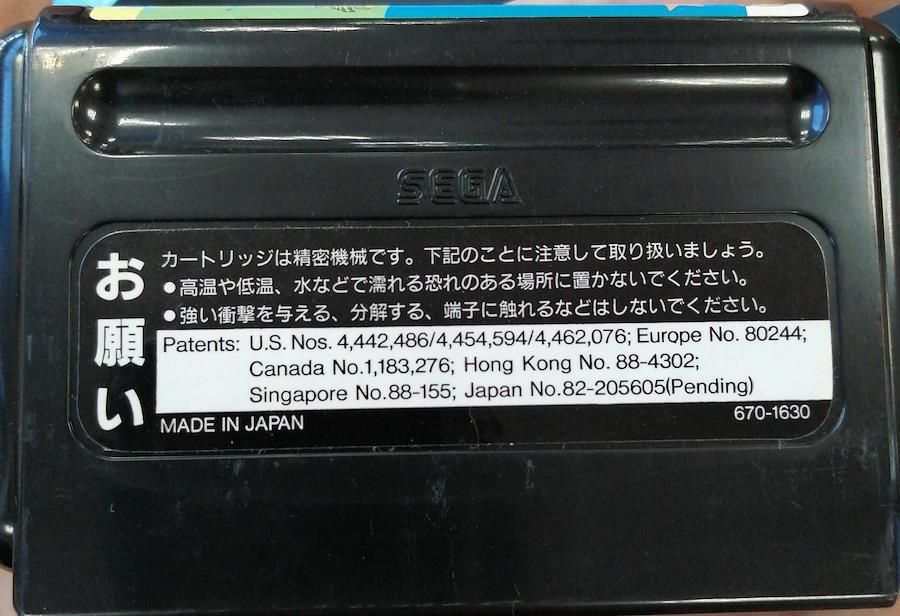 SEGA
お願い
カートリッジは精密機械です。下記のことに注意して取り扱いましょう。
●高温や低温、水などで濡れる恐れのある場所に置かないでください。
●強い衝撃を与える、分解する、端子に触れるなどはしないでください。
Patents: U.S. Nos. 4,442,486/4,454,594/4,462,076; Europe No. 80244;
Canada No.1,183,276; Hong Kong No. 88-4302;
Singapore No.88-155; Japan No.82-205605(Pending)
MADE IN JAPAN
670-1630